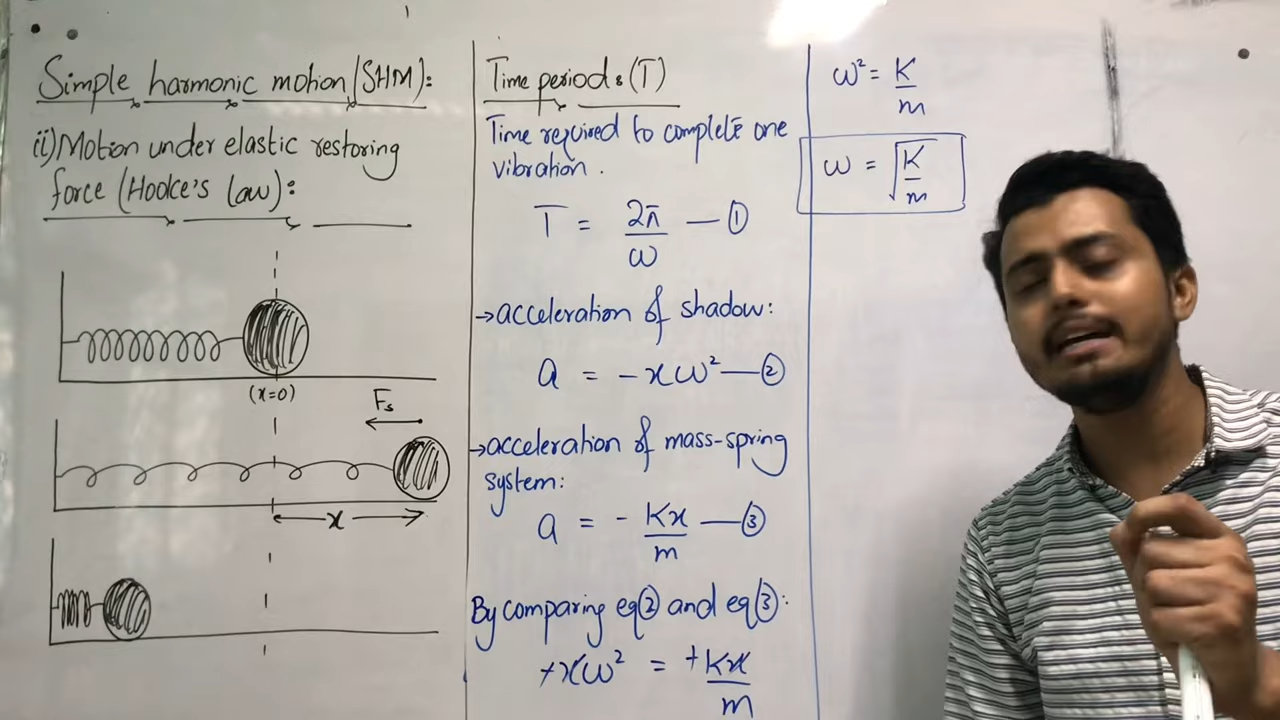 Simple harmonic motion (SHM):
ii) Motion under elastic restoring
force (Hooke's law):
(x=0)
Fs
x
Time period: (T)
Time required to complete one
vibration.
T = 2π/ω — ①
→ acceleration of shadow:
a = -xω² — ②
→ acceleration of mass-spring
system:
a = - Kx/m — ③
By comparing eq② and eq③:
+xω² = +Kx/m
ω² = K/m
ω = √(K/m)